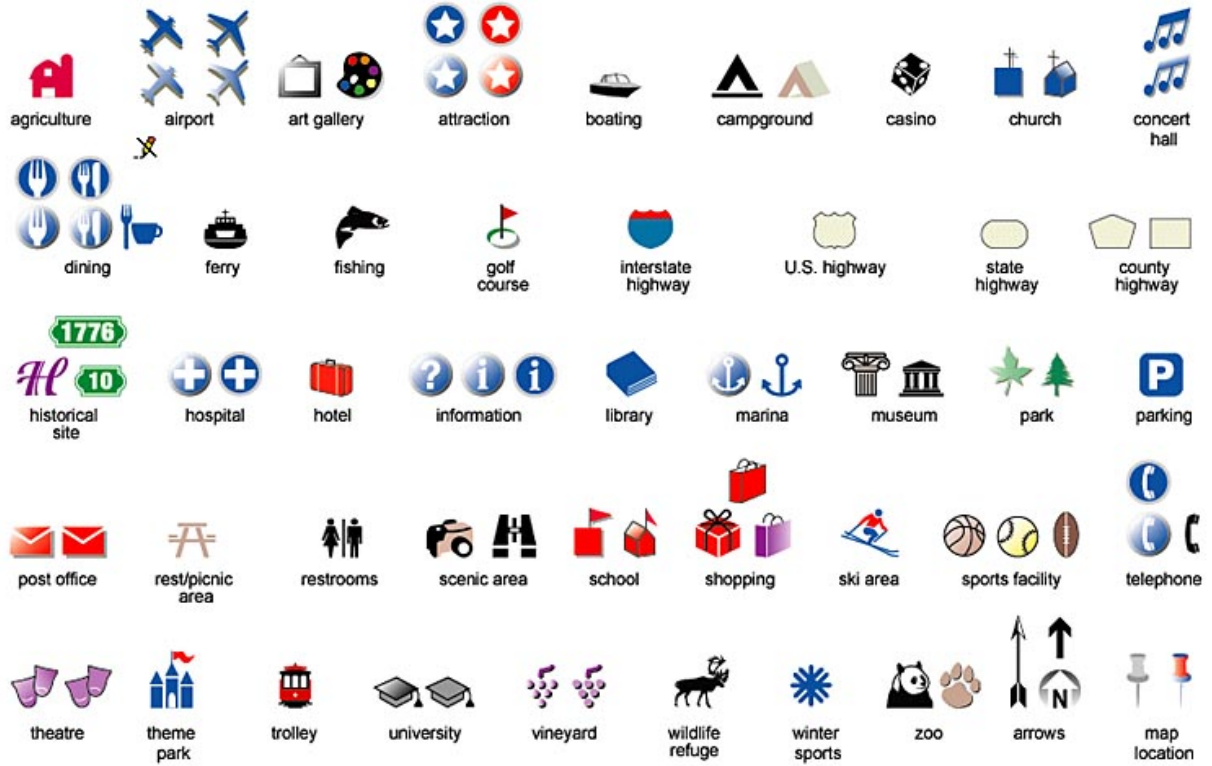 agriculture
airport
art gallery
attraction
boating
campground
casino
church
concert
hall
dining
ferry
fishing
golf
course
interstate
highway
U.S. highway
state
highway
county
highway
1776
H
10
historical
site
hospital
hotel
? i i
information
library
marina
museum
park
P
parking
post office
rest/picnic
area
restrooms
scenic area
school
shopping
ski area
sports facility
telephone
theatre
theme
park
trolley
university
vineyard
wildlife
refuge
winter
sports
zoo
N
arrows
map
location